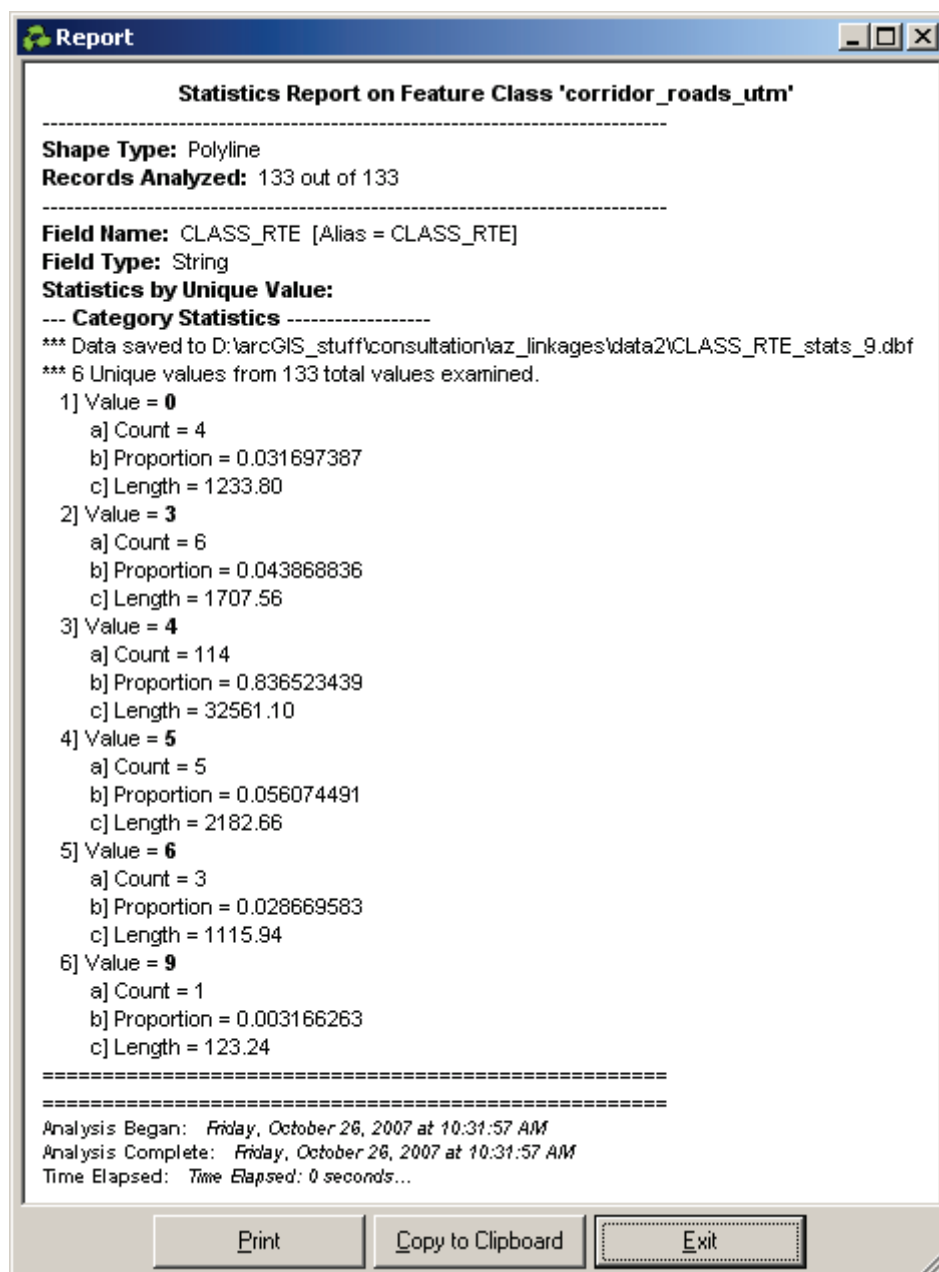 Report
Statistics Report on Feature Class 'corridor_roads_utm'
------------------------------------------------------------------------------
Shape Type: Polyline
Records Analyzed: 133 out of 133
------------------------------------------------------------------------------
Field Name: CLASS_RTE [Alias = CLASS_RTE]
Field Type: String
Statistics by Unique Value:
--- Category Statistics ------------------
*** Data saved to D:\arcGIS_stuff\consultation\az_linkages\data2\CLASS_RTE_stats_9.dbf
*** 6 Unique values from 133 total values examined.
1] Value = 0
a] Count = 4
b] Proportion = 0.031697387
c] Length = 1233.80
2] Value = 3
a] Count = 6
b] Proportion = 0.043868836
c] Length = 1707.56
3] Value = 4
a] Count = 114
b] Proportion = 0.836523439
c] Length = 32561.10
4] Value = 5
a] Count = 5
b] Proportion = 0.056074491
c] Length = 2182.66
5] Value = 6
a] Count = 3
b] Proportion = 0.028669583
c] Length = 1115.94
6] Value = 9
a] Count = 1
b] Proportion = 0.003166263
c] Length = 123.24
====================================================
====================================================
Analysis Began: Friday, October 26, 2007 at 10:31:57 AM
Analysis Complete: Friday, October 26, 2007 at 10:31:57 AM
Time Elapsed: Time Elapsed: 0 seconds...
Print Copy to Clipboard Exit